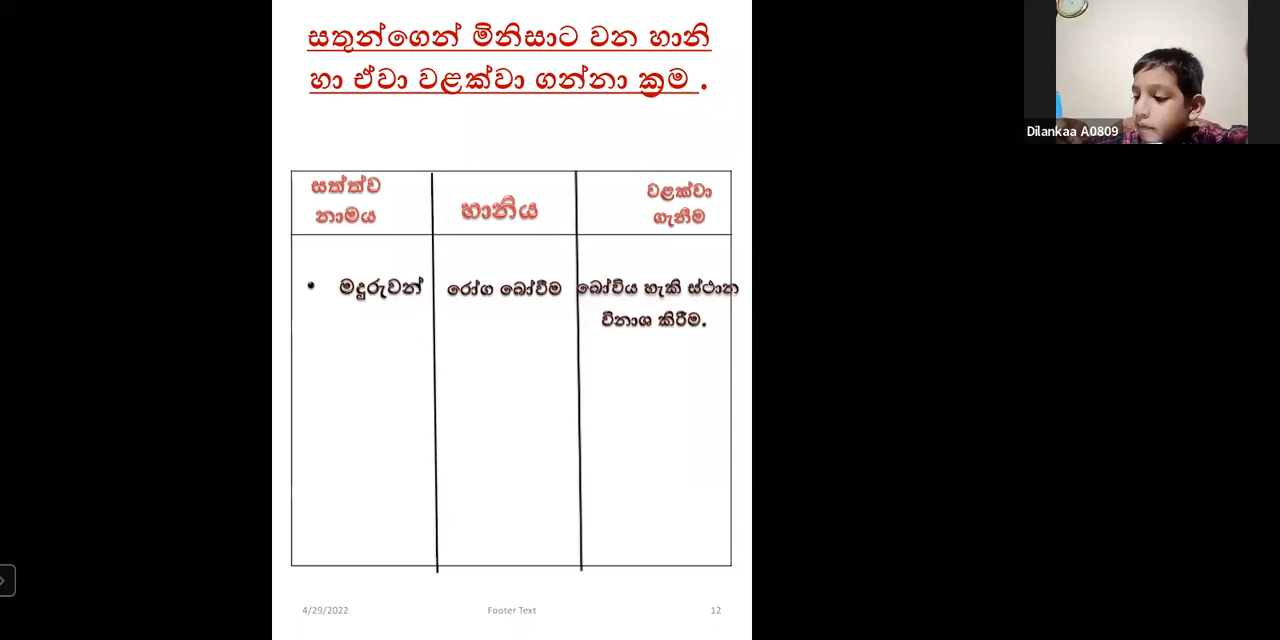 සතුන්ගෙන් මිනිසාට වන හානි
හා ඒවා වළක්වා ගන්නා ක්‍රම .
Dilankaa A0809
සත්ත්ව
නාමය
හානිය
වළක්වා
ගැනීම
• මදුරුවන්
රෝග බෝවීම
බෝවිය හැකි ස්ථාන
විනාශ කිරීම.
4/29/2022
Footer Text
12